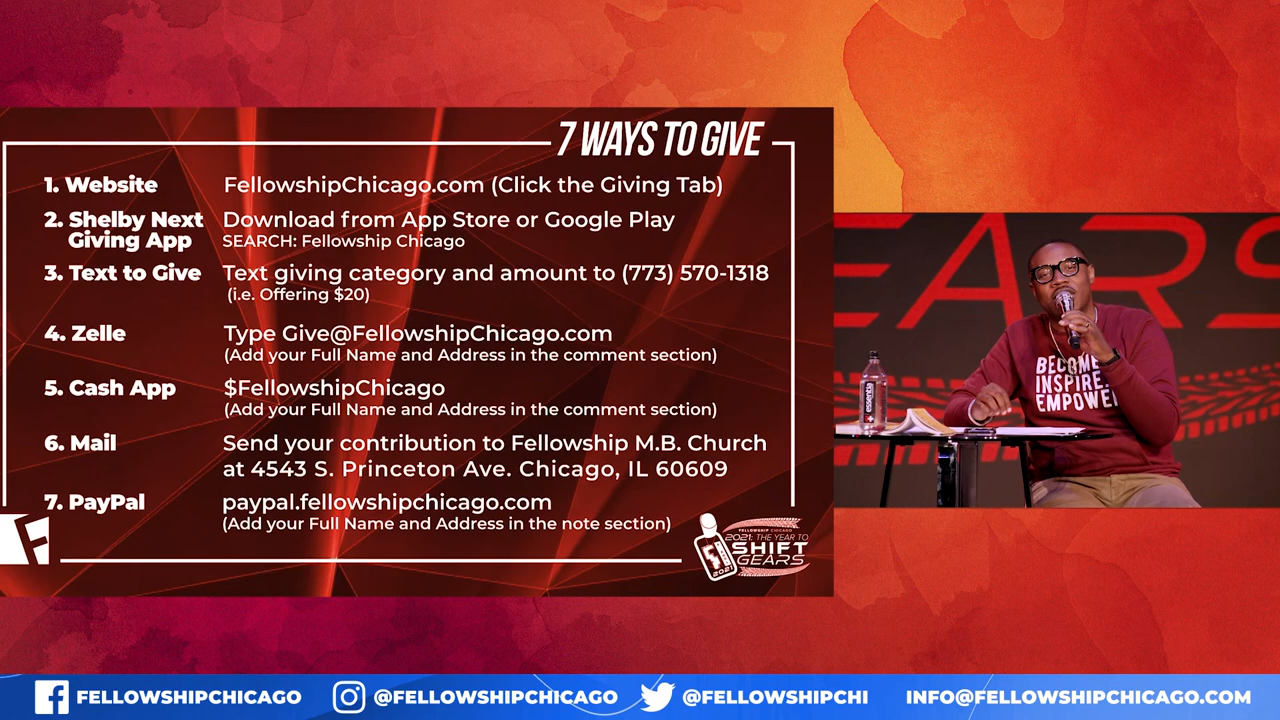 7 WAYS TO GIVE
1. Website FellowshipChicago.com (Click the Giving Tab)
2. Shelby Next Download from App Store or Google Play
Giving App SEARCH: Fellowship Chicago
3. Text to Give Text giving category and amount to (773) 570-1318
(i.e. Offering $20)
4. Zelle Type Give@FellowshipChicago.com
(Add your Full Name and Address in the comment section)
5. Cash App $FellowshipChicago
(Add your Full Name and Address in the comment section)
6. Mail Send your contribution to Fellowship M.B. Church
at 4543 S. Princeton Ave. Chicago, IL 60609
7. PayPal paypal.fellowshipchicago.com
(Add your Full Name and Address in the note section)
F
FELLOWSHIP CHICAGO
2021: THE YEAR TO
SHIFT
GEARS
2021
EARS
BECOME
INSPIRE.
EMPOWER
essentia
FELLOWSHIPCHICAGO @FELLOWSHIPCHICAGO @FELLOWSHIPCHI INFO@FELLOWSHIPCHICAGO.COM